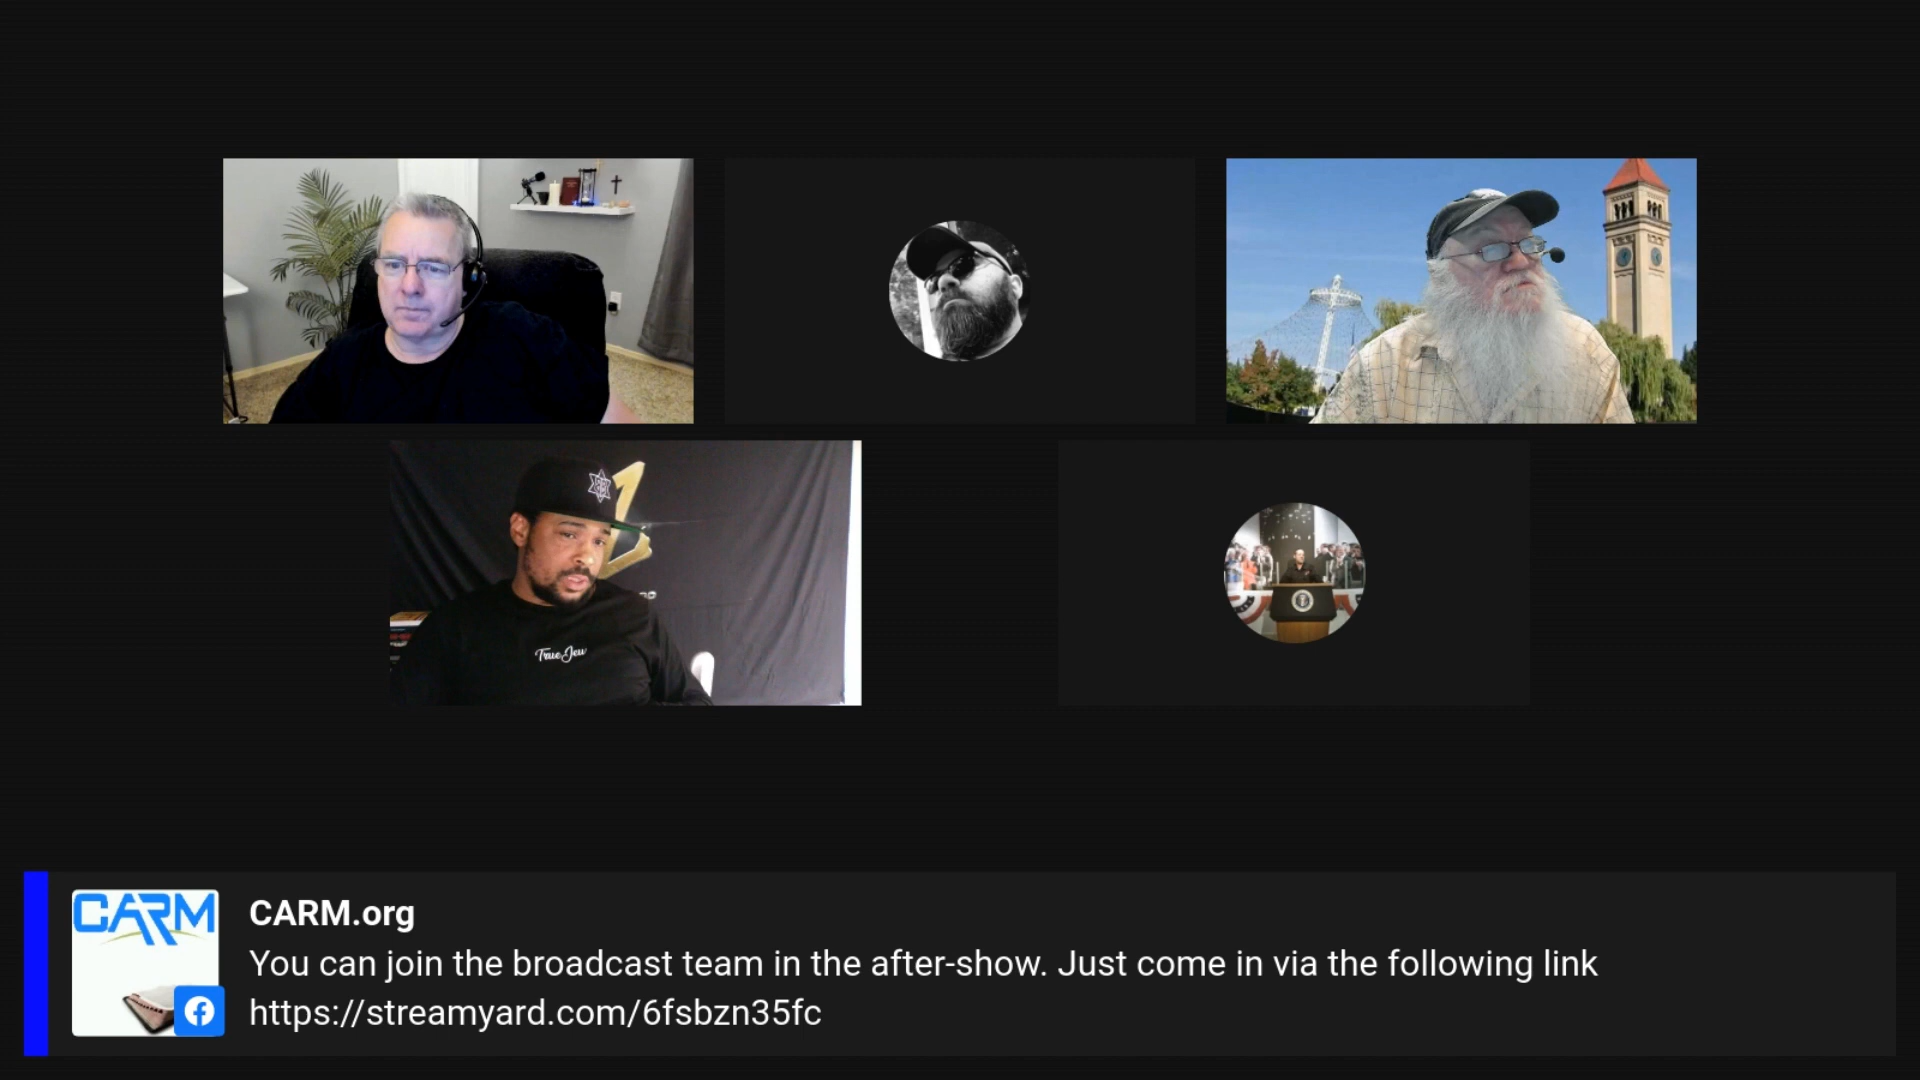 True Jew
CARM
CARM.org
You can join the broadcast team in the after-show. Just come in via the following link
https://streamyard.com/6fsbzn35fc